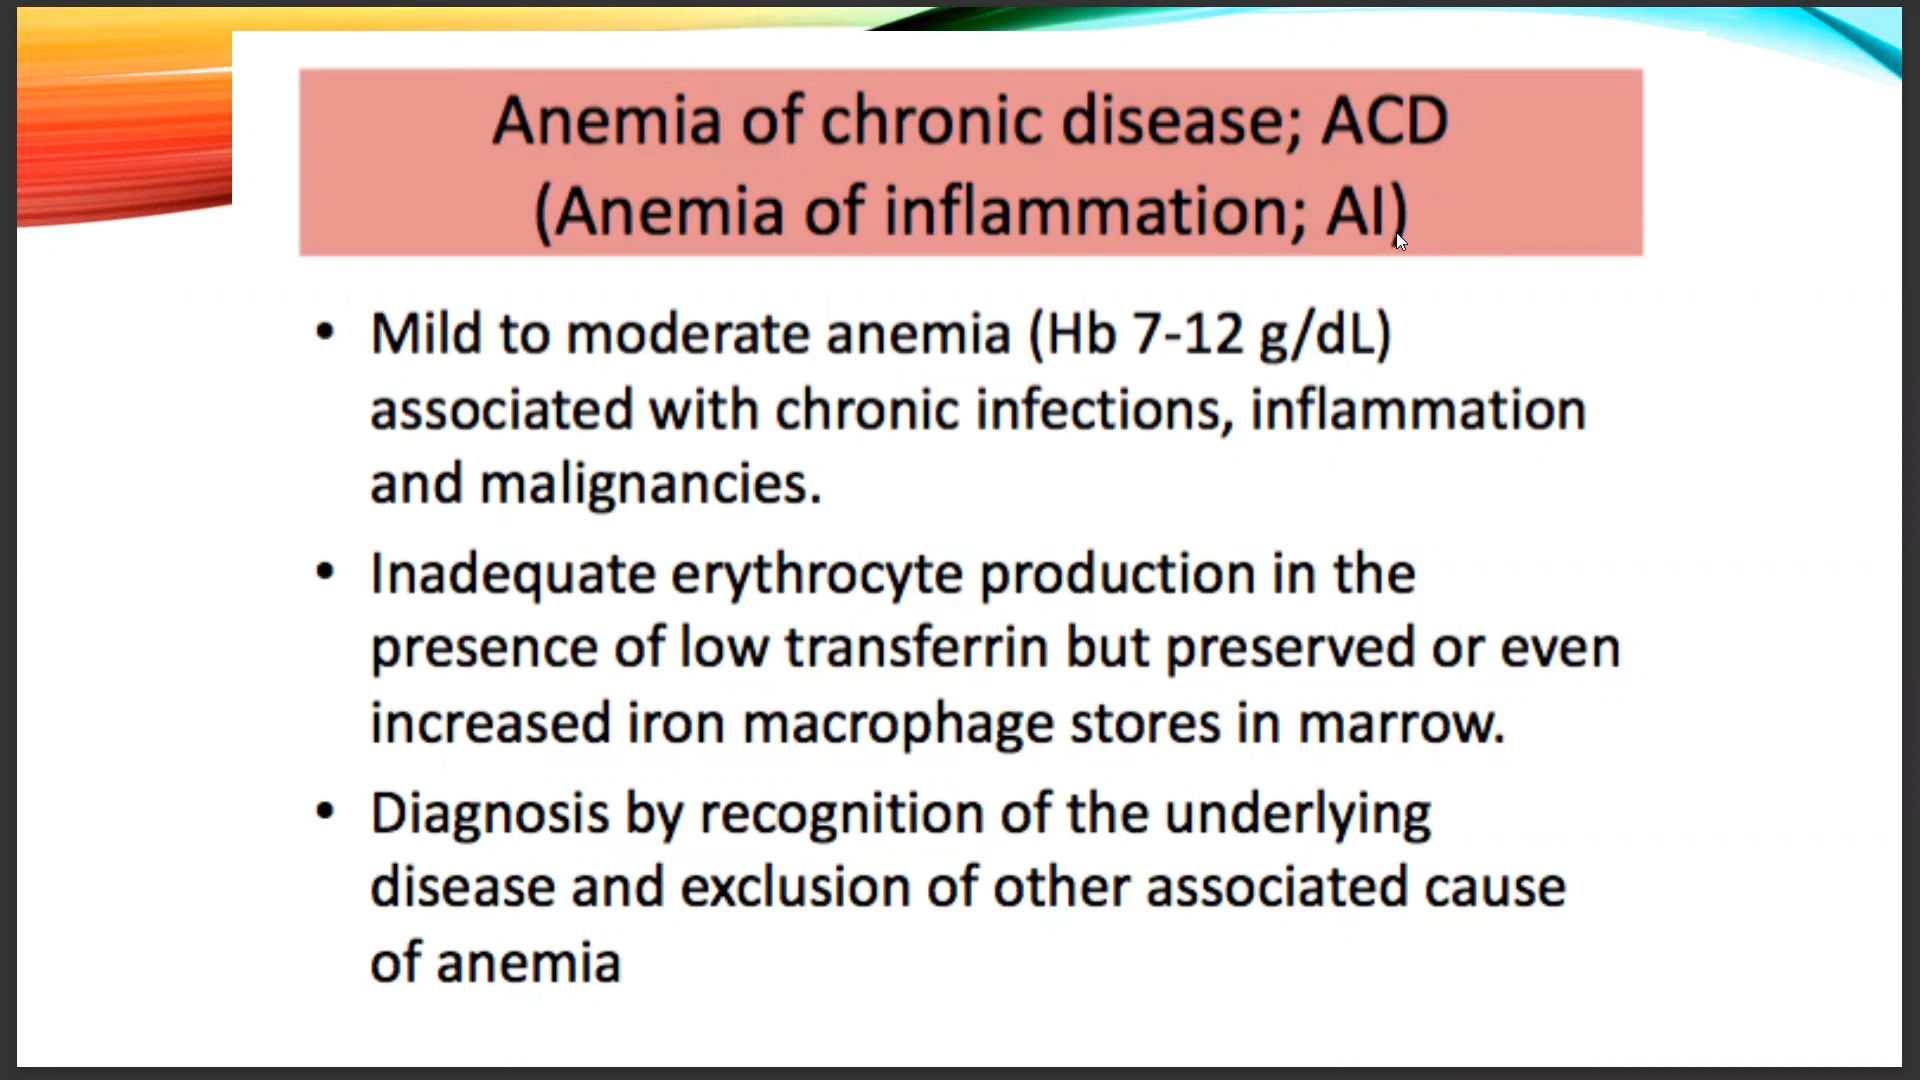 Anemia of chronic disease; ACD
(Anemia of inflammation; AI)
• Mild to moderate anemia (Hb 7-12 g/dL)
associated with chronic infections, inflammation
and malignancies.
• Inadequate erythrocyte production in the
presence of low transferrin but preserved or even
increased iron macrophage stores in marrow.
• Diagnosis by recognition of the underlying
disease and exclusion of other associated cause
of anemia